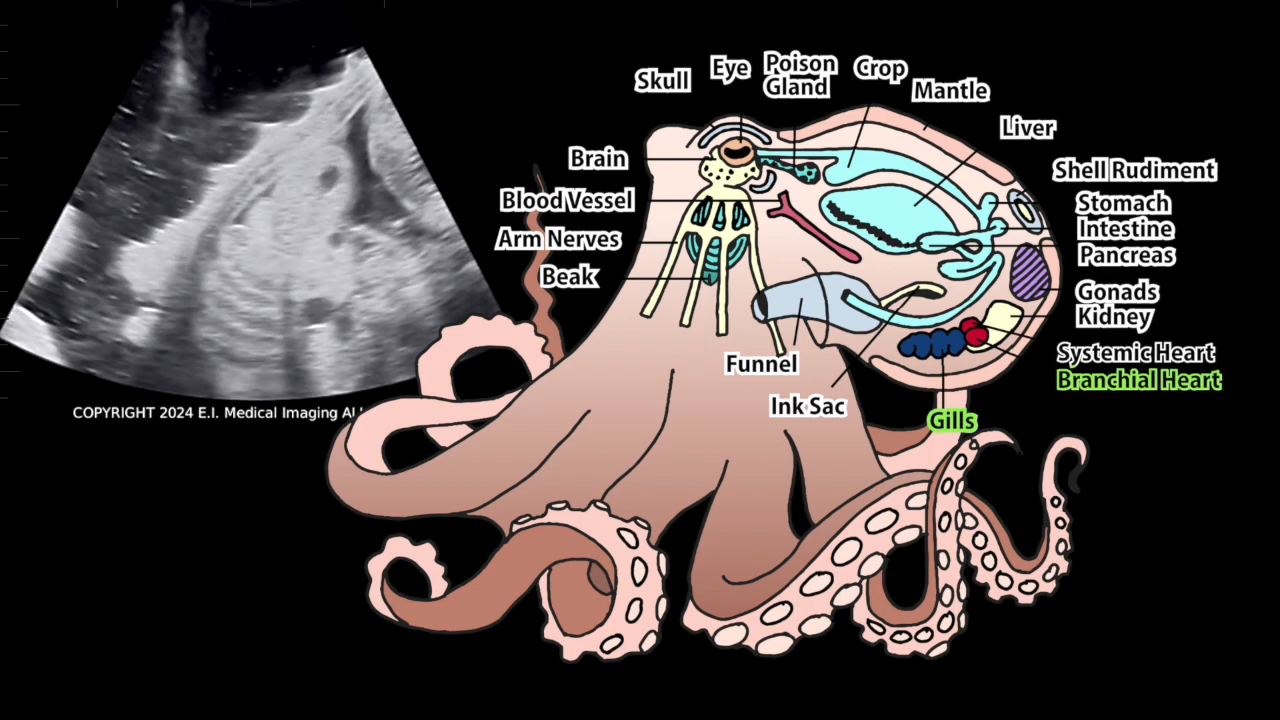 Skull
Eye
Poison
Gland
Crop
Mantle
Liver
Brain
Shell Rudiment
Blood Vessel
Stomach
Arm Nerves
Intestine
Pancreas
Beak
Gonads
Kidney
Systemic Heart
Funnel
Branchial Heart
Ink Sac
Gills
COPYRIGHT 2024 E.I. Medical Imaging